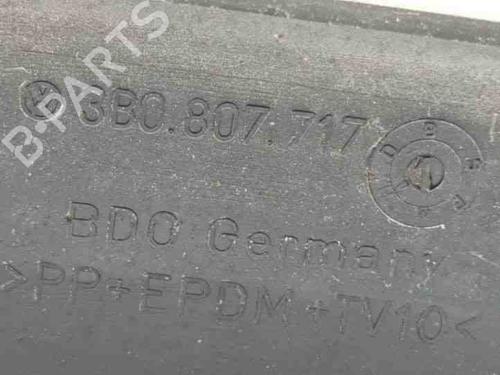 B-PARTS
3B0.807.717
BDO Germany
>PP+EPDM+TV10<